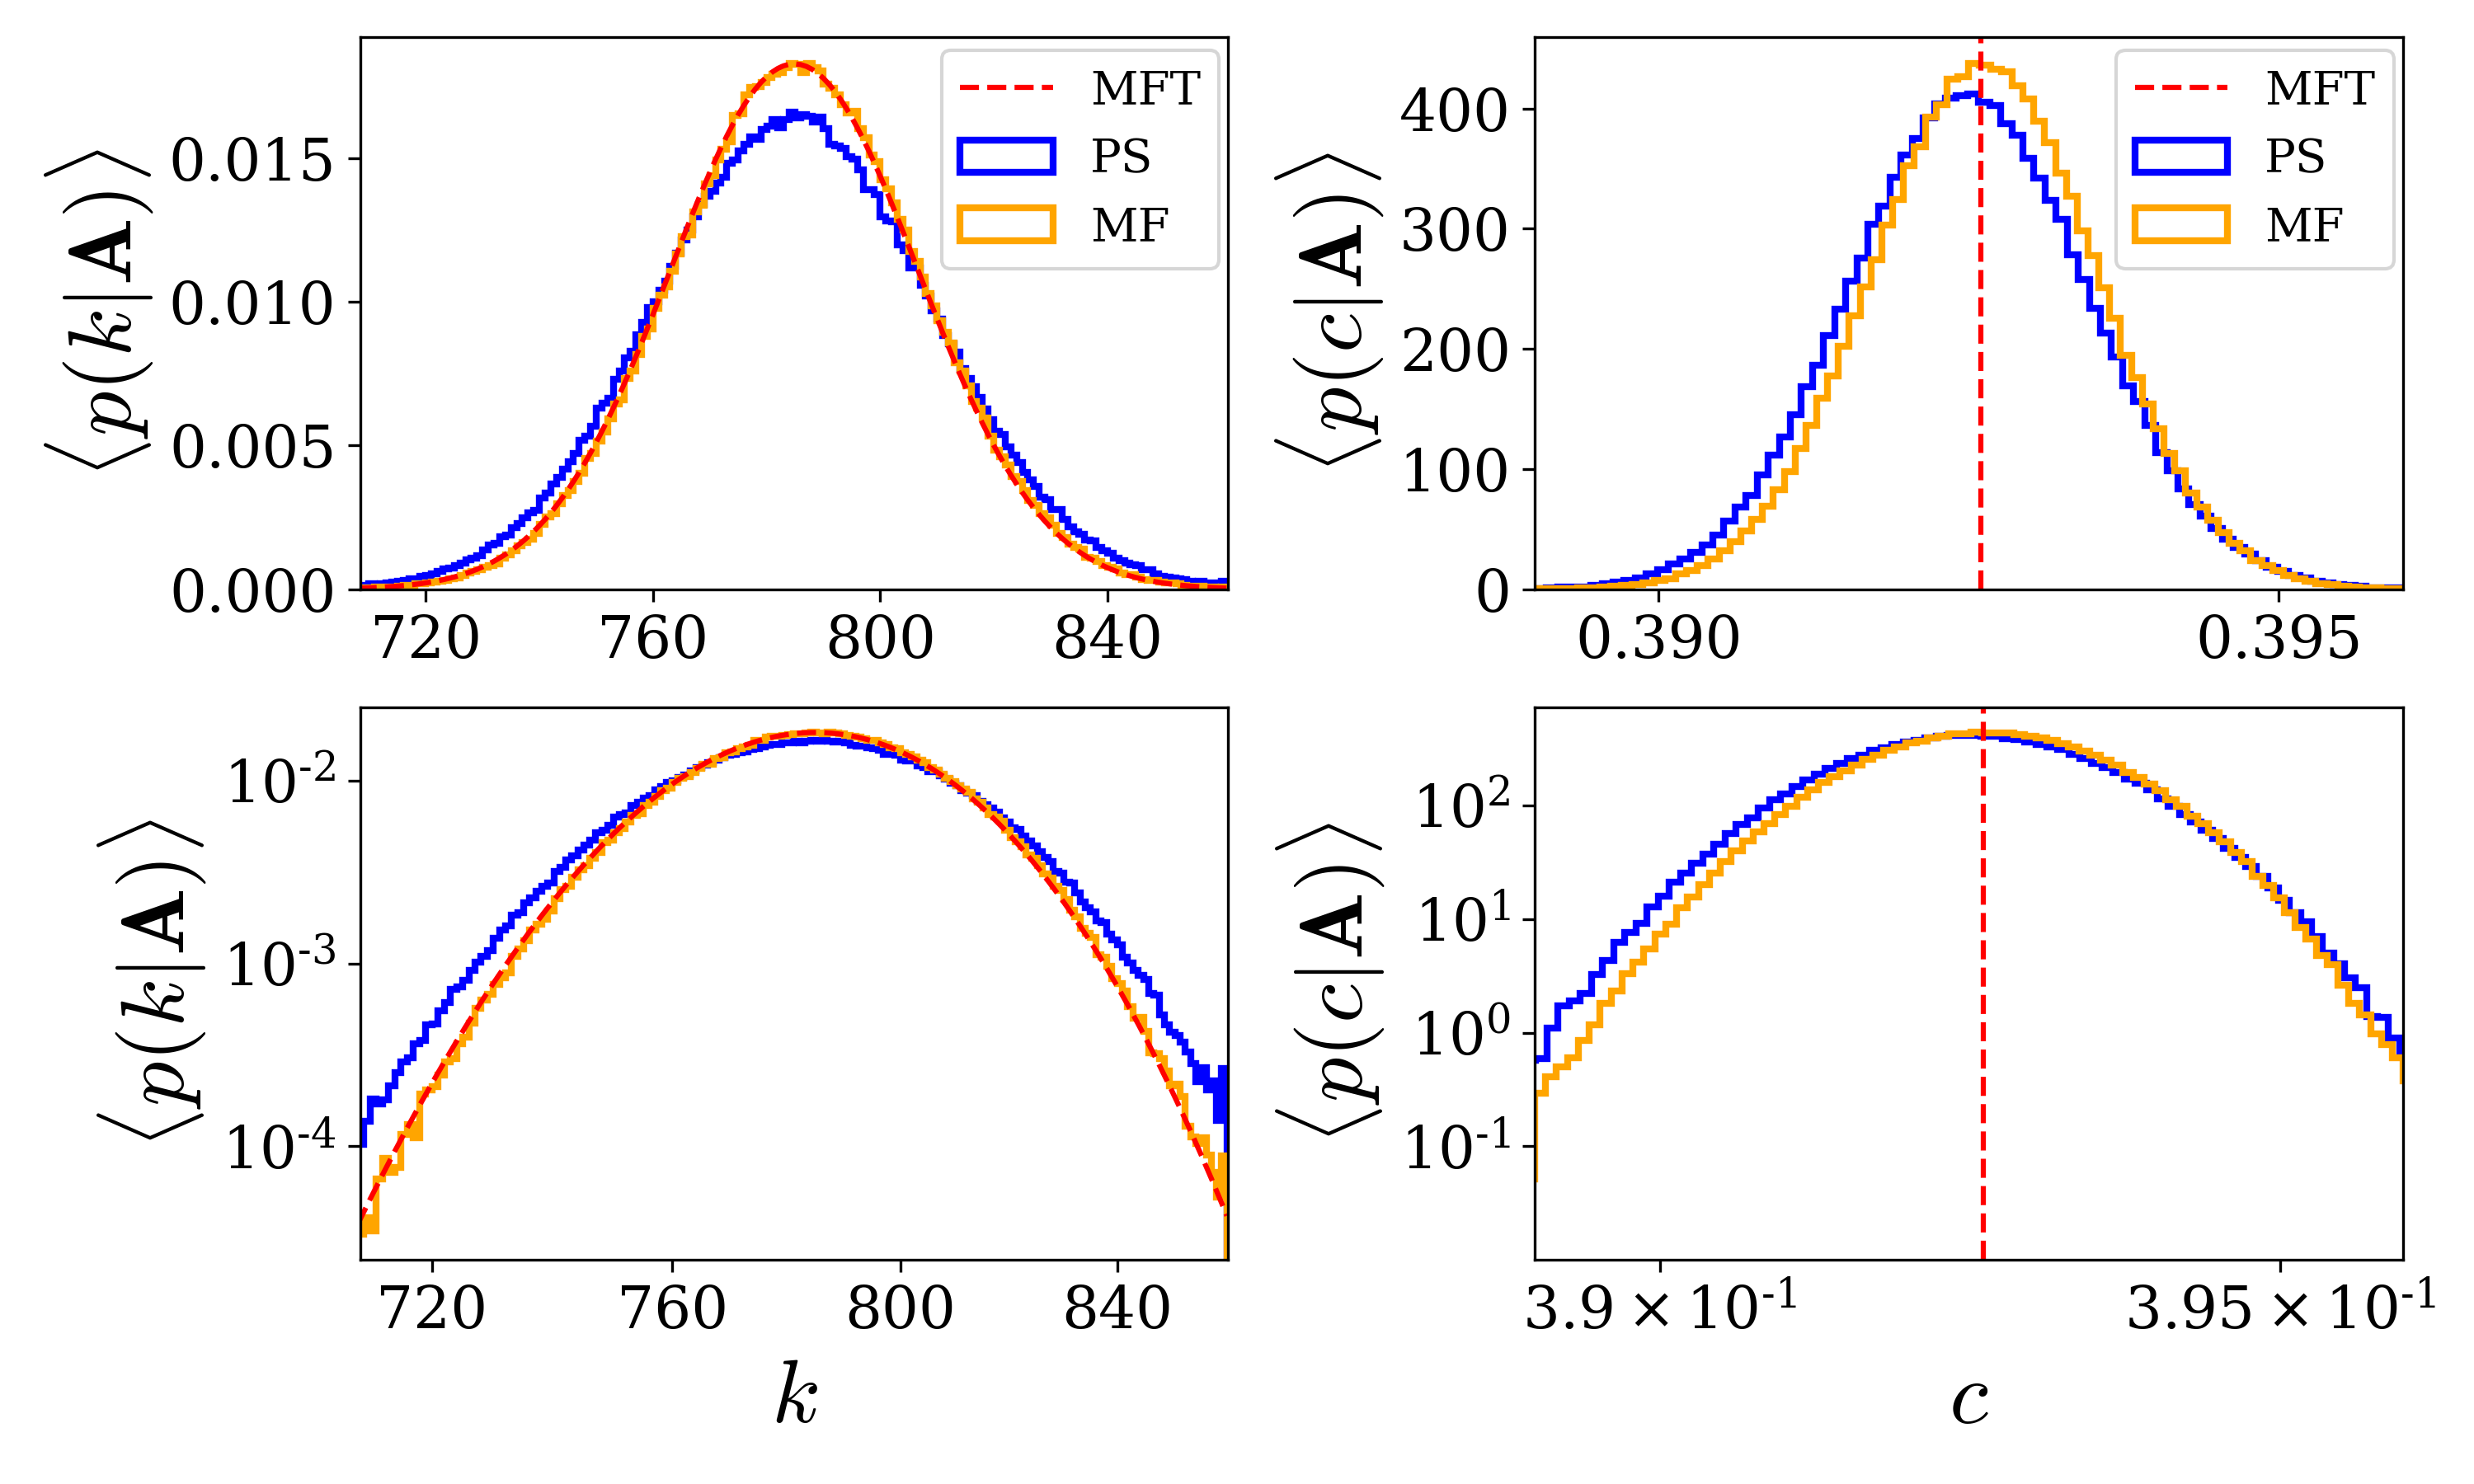 ⟨p(k|A)⟩
0.015
0.010
0.005
0.000
720 760 800 840
MFT
PS
MF
⟨p(c|A)⟩
400
300
200
100
0
0.390 0.395
MFT
PS
MF
⟨p(k|A)⟩
10⁻²
10⁻³
10⁻⁴
720 760 800 840
k
⟨p(c|A)⟩
10²
10¹
10⁰
10⁻¹
3.9 × 10⁻¹ 3.95 × 10⁻¹
c